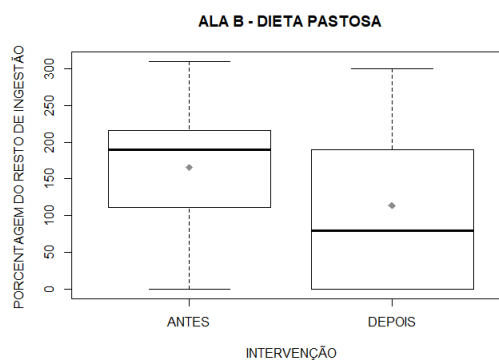 ALA B - DIETA PASTOSA
PORCENTAGEM DO RESTO DE INGESTÃO
300
250
200
150
100
50
0
ANTES
DEPOIS
INTERVENÇÃO